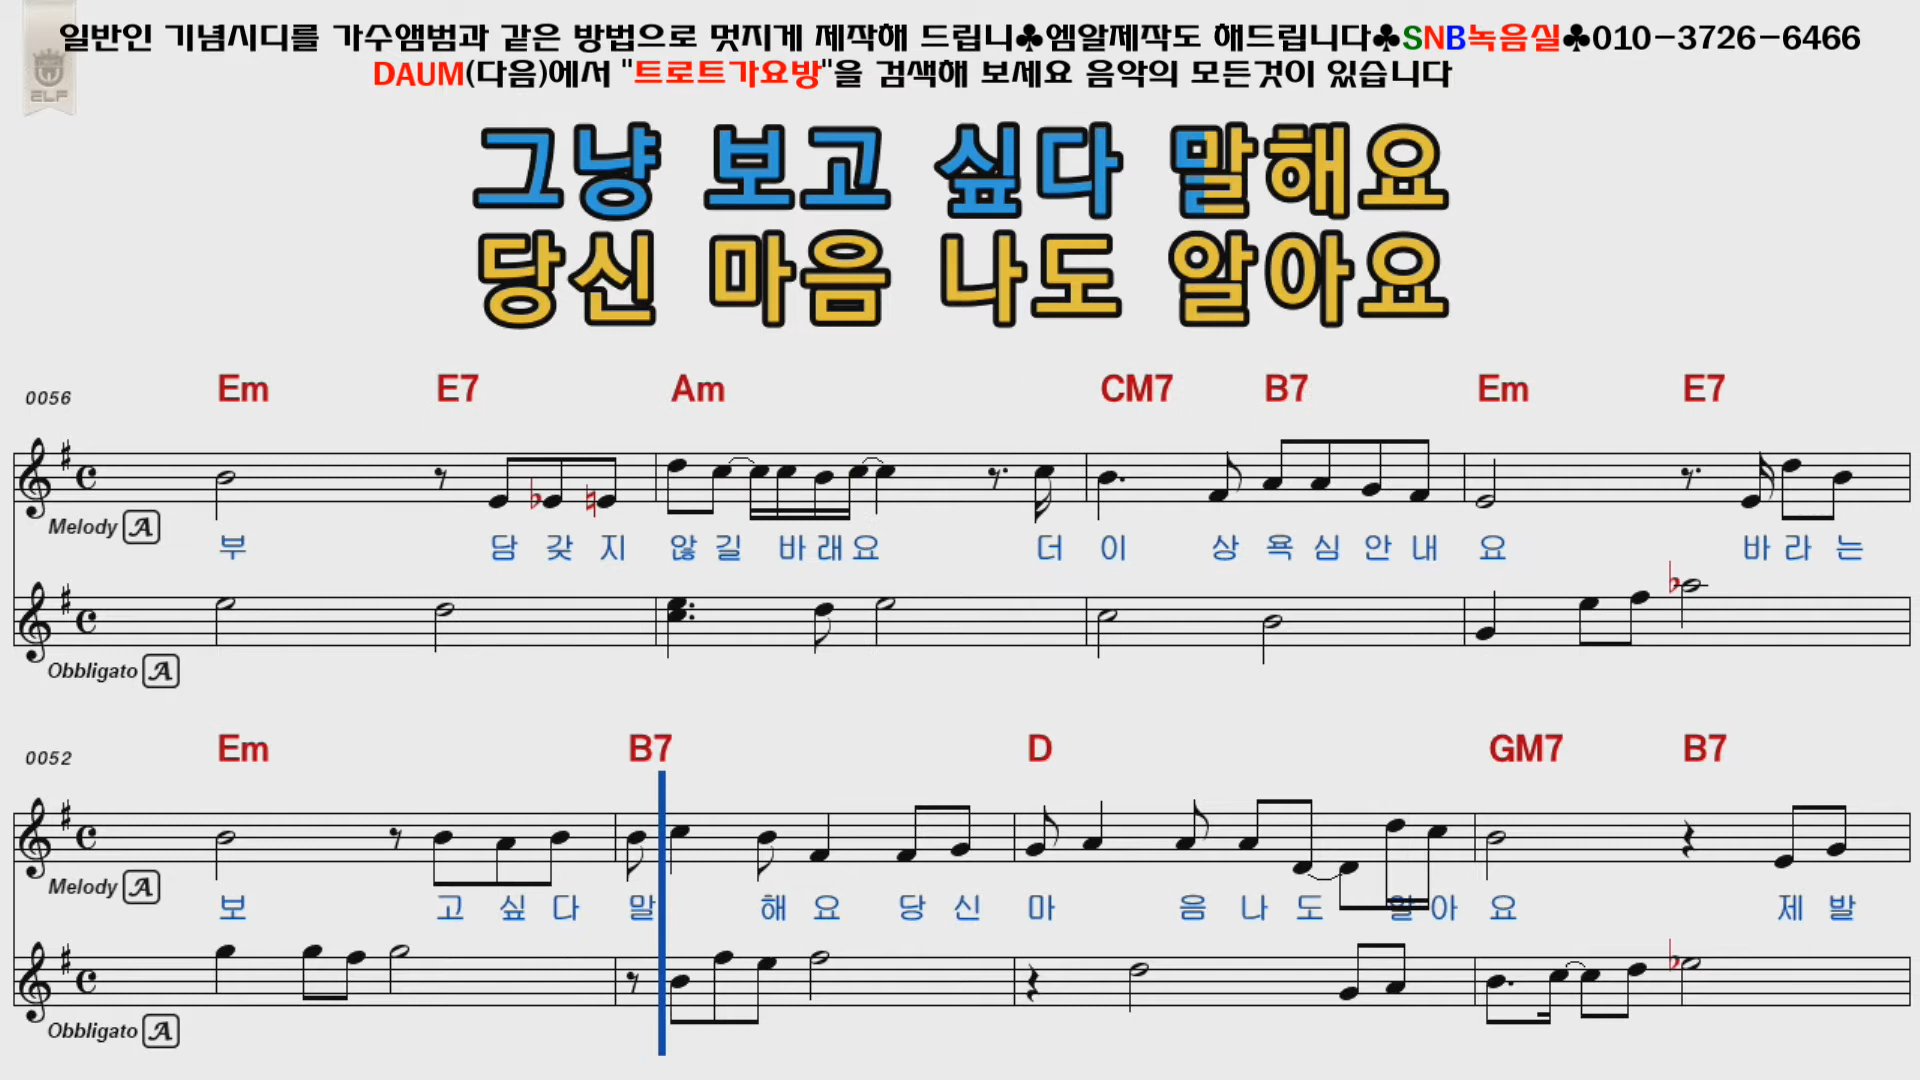 일반인 기념시디를 가수앰범과 같은 방법으로 멋지게 제작해 드립니♣엠알제작도 해드립니다♣SNB녹음실♣010-3726-6466
ELF
DAUM(다음)에서 "트로트가요방"을 검색해 보세요 음악의 모든것이 있습니다
그냥 보고 싶다 말해요
당신 마음 나도 알아요
0056 Em E7 Am CM7 B7 Em E7
Melody A
부 담 갖 지 않 길 바 래 요 더 이 상 욕 심 안 내 요 바 라 는
Obbligato A
0052 Em B7 D GM7 B7
Melody A
보 고 싶 다 말 해 요 당 신 마 음 나 도 알 아 요 제 발
Obbligato A